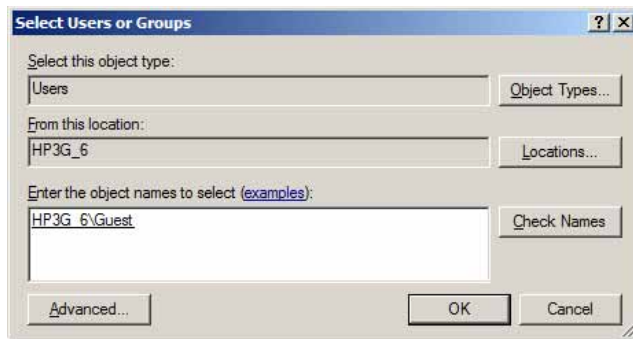 Select Users or Groups
Select this object type:
Users
Object Types...
From this location:
HP3G_6
Locations...
Enter the object names to select (examples):
HP3G_6\Guest
Check Names
Advanced...
OK
Cancel